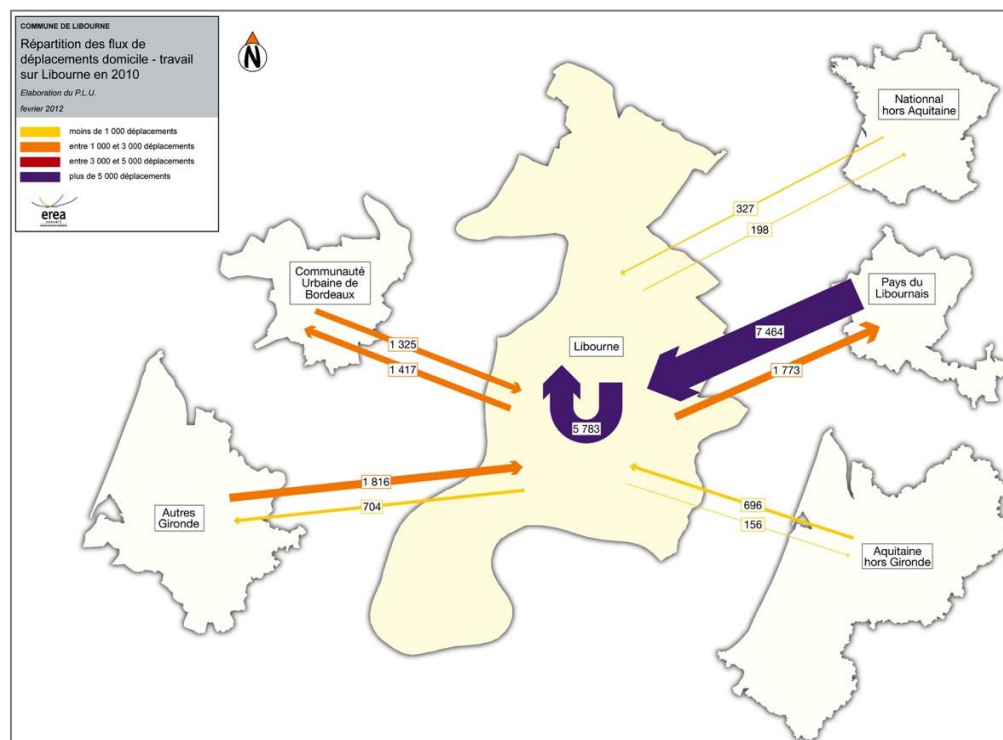 COMMUNE DE LIBOURNE
Répartition des flux de
déplacements domicile - travail
sur Libourne en 2010
Elaboration du P.L.U.
fevrier 2012
moins de 1 000 déplacements
entre 1 000 et 3 000 déplacements
entre 3 000 et 5 000 déplacements
plus de 5 000 déplacements
erea
conseil
N
Nationnal
hors Aquitaine
327
198
Communauté
Urbaine de
Bordeaux
Pays du
Libournais
7 464
1 325
Libourne
1 417
1 773
5 783
1 816
704
Autres
Gironde
696
156
Aquitaine
hors Gironde